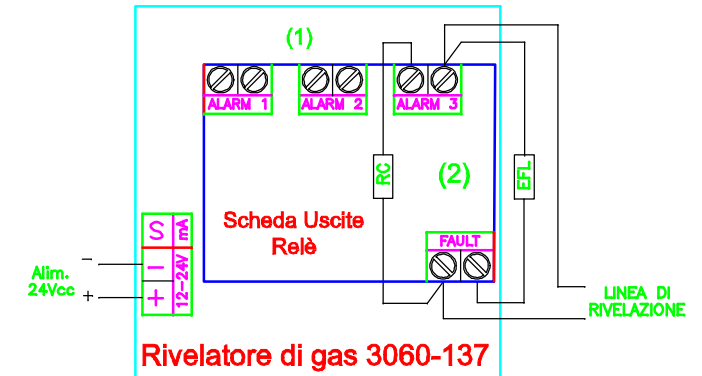 (1)
ALARM 1
ALARM 2
ALARM 3
RC
(2)
EFL
Scheda Uscite
Relè
FAULT
S
mA
−
+
12-24V
Alim.
24Vcc
−
+
LINEA DI
RIVELAZIONE
Rivelatore di gas 3060-137